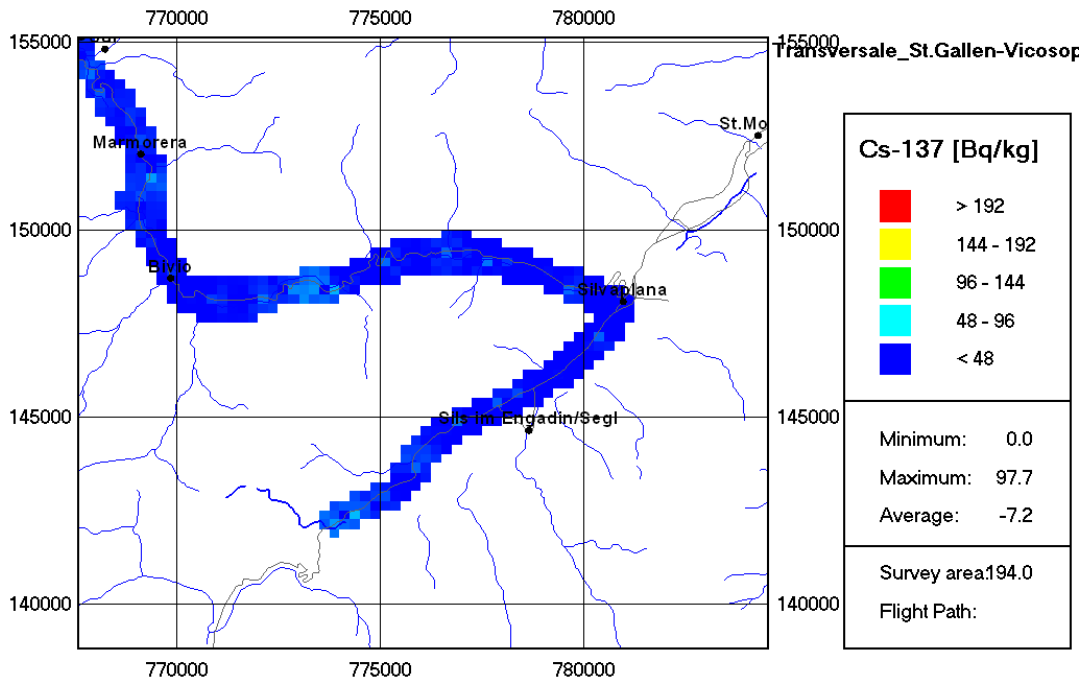 770000 775000 780000
155000 155000
Transversale_St.Gallen-Vicosop
St.Mo
Marmorera
Cs-137 [Bq/kg]
> 192
150000 150000
144 - 192
Bivio
96 - 144
Silvaplana
48 - 96
< 48
145000 145000
Sils im Engadin/Segl
Minimum: 0.0
Maximum: 97.7
Average: -7.2
Survey area: 194.0
140000 140000
Flight Path:
770000 775000 780000